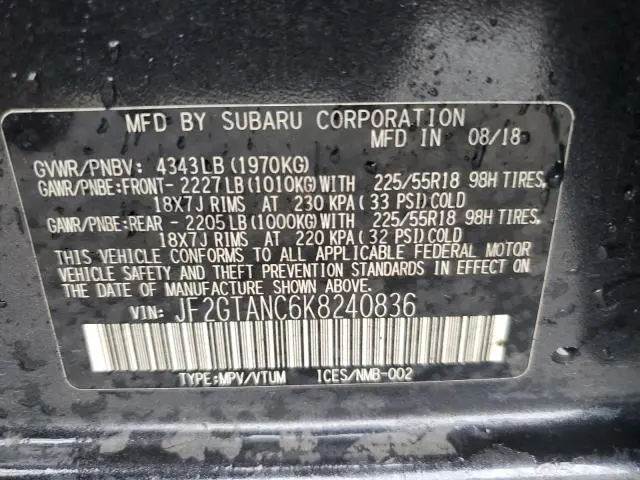 MFD BY SUBARU CORPORATION
MFD IN 08/18
GVWR/PNBV: 4343LB (1970KG)
GAWR/PNBE:FRONT- 2227LB(1010KG)WITH 225/55R18 98H TIRES,
18X7J RIMS AT 230 KPA (33 PSI)COLD
GAWR/PNBE:REAR - 2205LB(1000KG)WITH 225/55R18 98H TIRES,
18X7J RIMS AT 220 KPA(32 PSI)COLD
THIS VEHICLE CONFORMS TO ALL APPLICABLE FEDERAL MOTOR
VEHICLE SAFETY AND THEFT PREVENTION STANDARDS IN EFFECT ON
THE DATE OF MANUFACTURE SHOWN ABOVE.
VIN: JF2GTANC6K8240836
TYPE:MPV/VTUM ICES/NMB-002